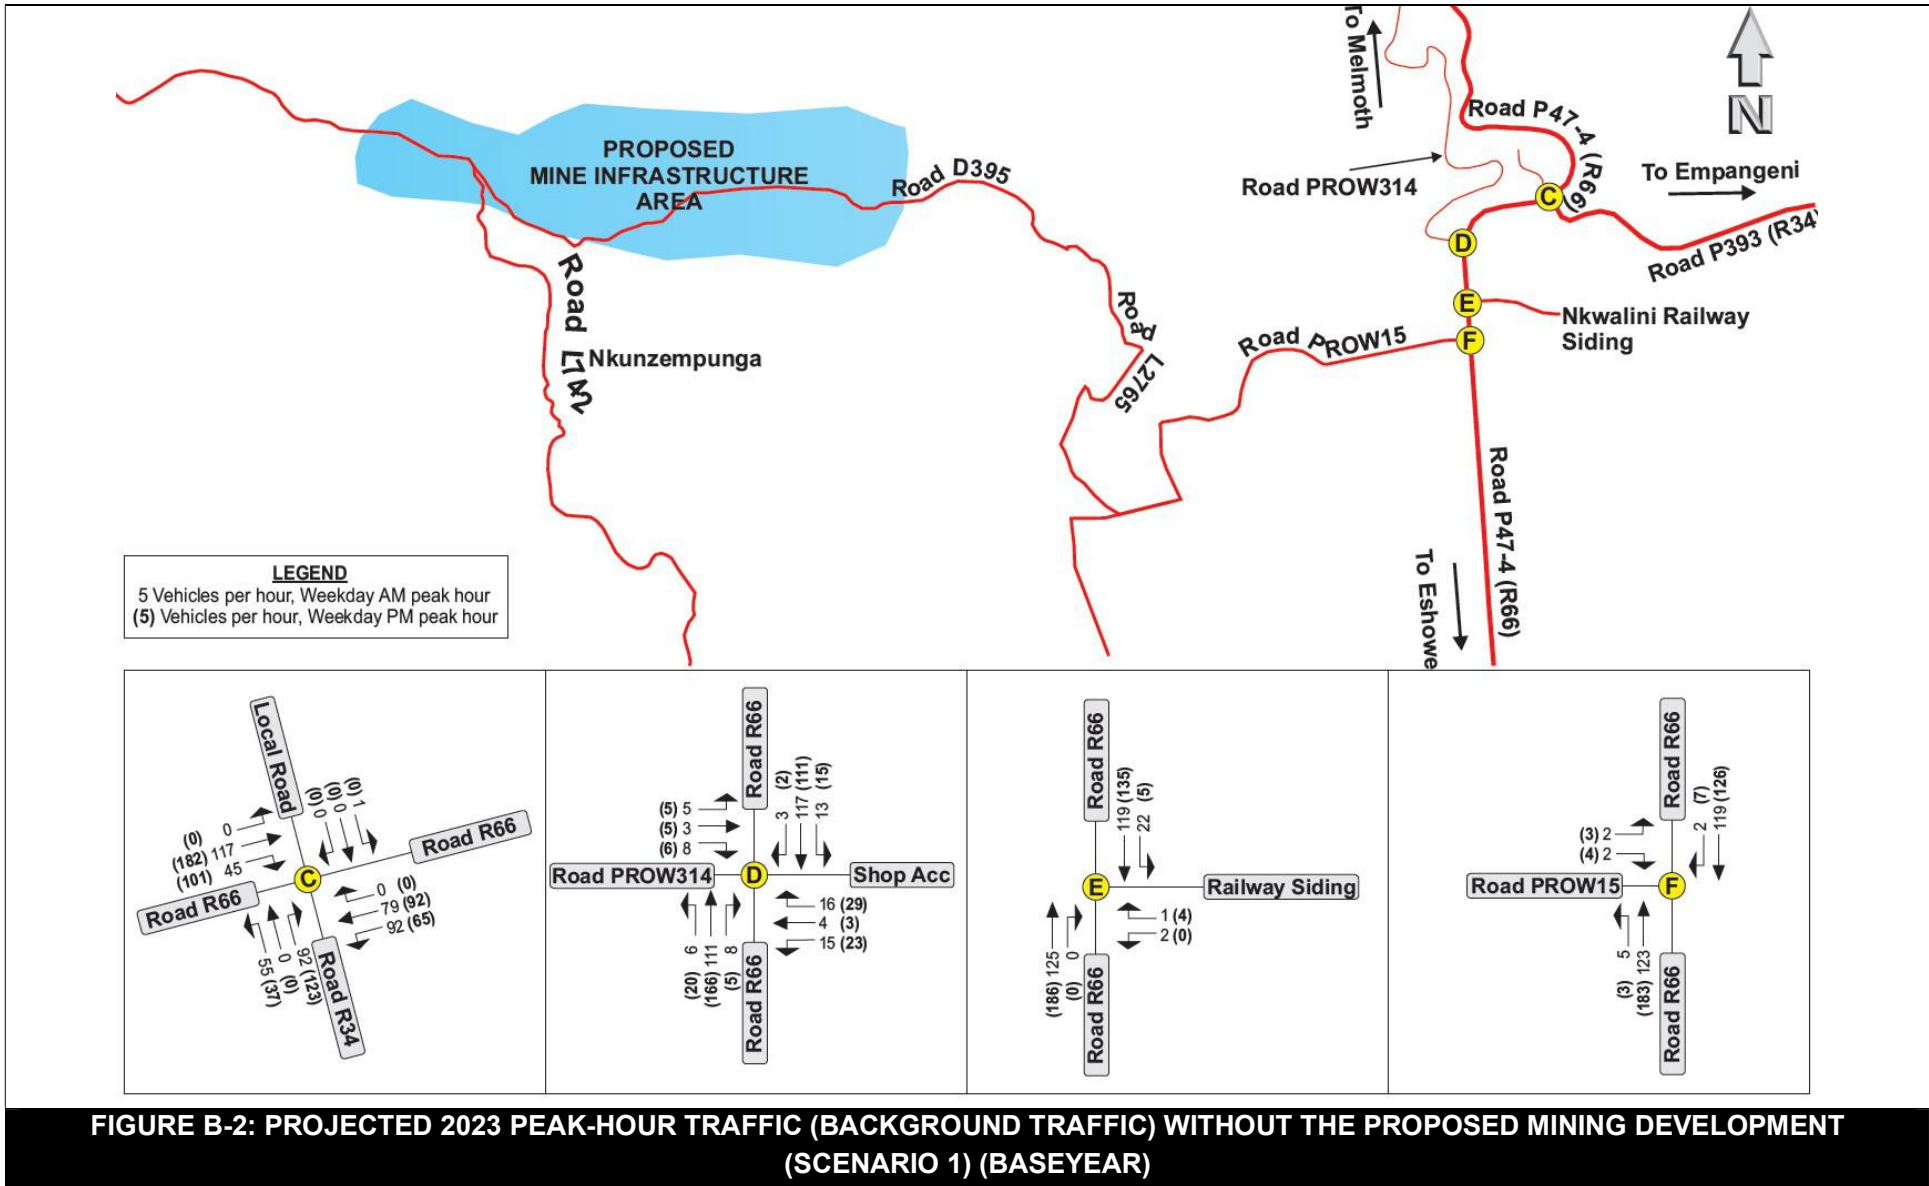 To Melmoth
Road P47-4 (R66)
N
PROPOSED
MINE INFRASTRUCTURE
AREA
Road D395
Road PROW314
To Empangeni
C
D
E
F
Road P393 (R34)
Nkwalini Railway
Siding
Road L742
Nkunzempunga
Road L2765
Road PROW15
Road P47-4 (R66)
To Eshowe
LEGEND
5 Vehicles per hour, Weekday AM peak hour
(5) Vehicles per hour, Weekday PM peak hour
Local Road
(0) 0
(0) 0
(0) 1
(0) 0
(182) 117
(101) 45
Road R66
C
Road R66
0 (0)
79 (92)
92 (65)
55 (37)
0 (0)
92 (123)
Road R34
Road R66
3 (2)
117 (111)
13 (15)
(5) 5
(5) 3
(6) 8
Road PROW314
D
Shop Acc
16 (29)
4 (3)
15 (23)
(20) 6
(166) 111
(5) 8
Road R66
Road R66
119 (135)
22 (5)
E
Railway Siding
1 (4)
2 (0)
(186) 125
(0) 0
Road R66
Road R66
2 (7)
119 (126)
(3) 2
(4) 2
Road PROW15
F
(3) 5
(183) 123
Road R66
FIGURE B-2: PROJECTED 2023 PEAK-HOUR TRAFFIC (BACKGROUND TRAFFIC) WITHOUT THE PROPOSED MINING DEVELOPMENT
(SCENARIO 1) (BASEYEAR)